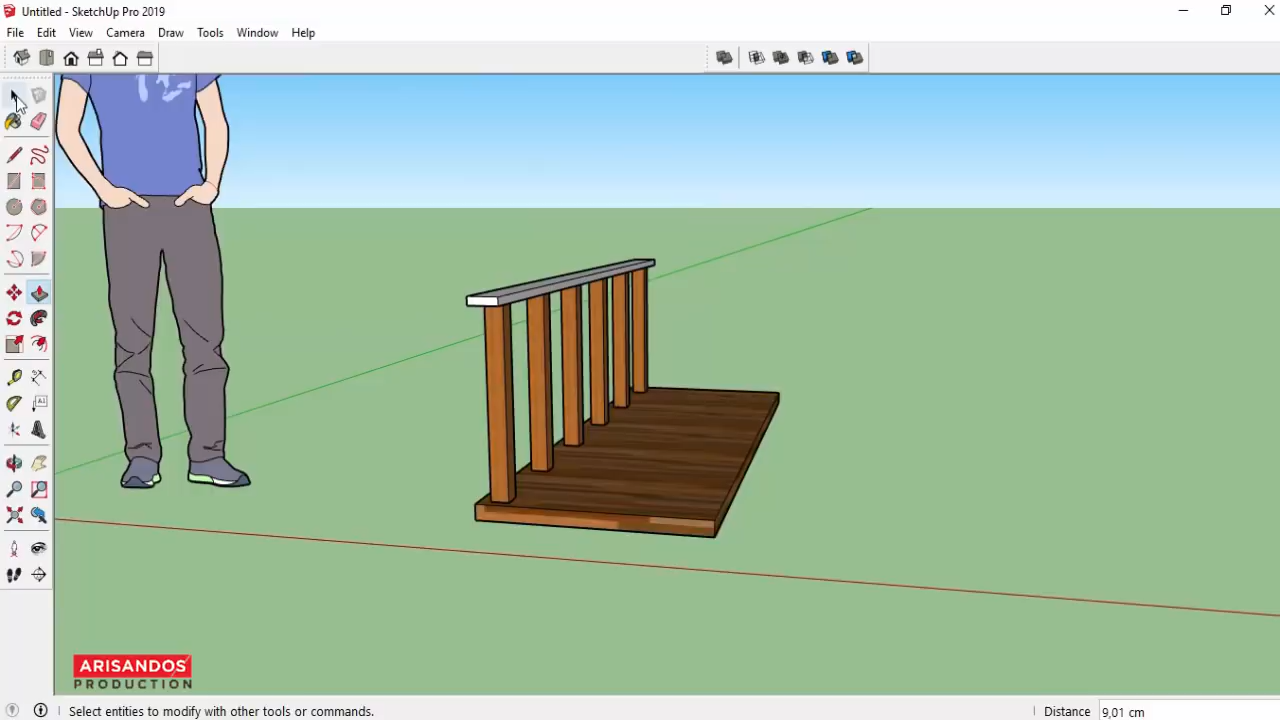 Untitled - SketchUp Pro 2019
File Edit View Camera Draw Tools Window Help
ARISANDOS
PRODUCTION
Select entities to modify with other tools or commands.
Distance 9,01 cm